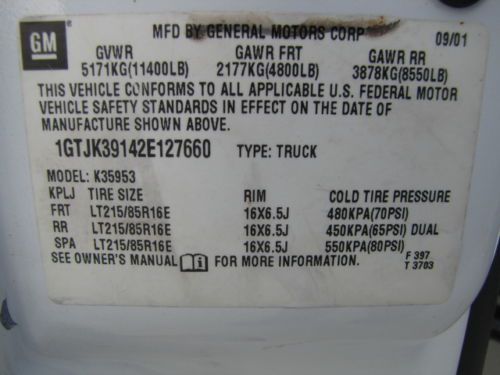 GM
MFD BY GENERAL MOTORS CORP 09/01
GVWR GAWR FRT GAWR RR
5171KG(11400LB) 2177KG(4800LB) 3878KG(8550LB)
THIS VEHICLE CONFORMS TO ALL APPLICABLE U.S. FEDERAL MOTOR
VEHICLE SAFETY STANDARDS IN EFFECT ON THE DATE OF
MANUFACTURE SHOWN ABOVE.
1GTJK39142E127660 TYPE: TRUCK
MODEL: K35953
KPLJ TIRE SIZE RIM COLD TIRE PRESSURE
FRT LT215/85R16E 16X6.5J 480KPA(70PSI)
RR LT215/85R16E 16X6.5J 450KPA(65PSI) DUAL
SPA LT215/85R16E 16X6.5J 550KPA(80PSI)
SEE OWNER'S MANUAL i FOR MORE INFORMATION. F 397
T 3703